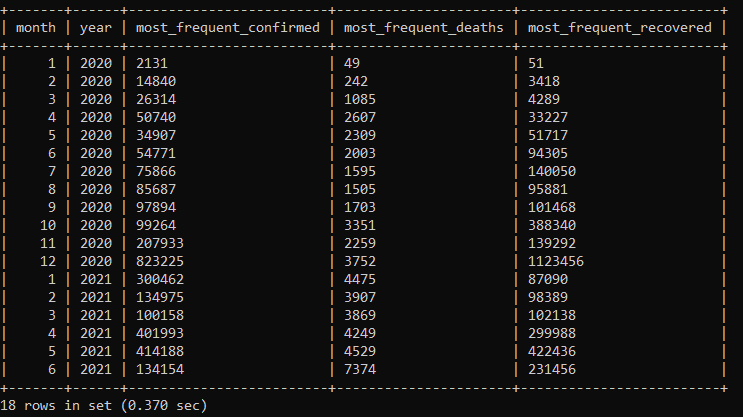 +-------+------+-------------------------+----------------------+-------------------------+
| month | year | most_frequent_confirmed | most_frequent_deaths | most_frequent_recovered |
+-------+------+-------------------------+----------------------+-------------------------+
|     1 | 2020 | 2131                    | 49                   | 51                      |
|     2 | 2020 | 14840                   | 242                  | 3418                    |
|     3 | 2020 | 26314                   | 1085                 | 4289                    |
|     4 | 2020 | 50740                   | 2607                 | 33227                   |
|     5 | 2020 | 34907                   | 2309                 | 51717                   |
|     6 | 2020 | 54771                   | 2003                 | 94305                   |
|     7 | 2020 | 75866                   | 1595                 | 140050                  |
|     8 | 2020 | 85687                   | 1505                 | 95881                   |
|     9 | 2020 | 97894                   | 1703                 | 101468                  |
|    10 | 2020 | 99264                   | 3351                 | 388340                  |
|    11 | 2020 | 207933                  | 2259                 | 139292                  |
|    12 | 2020 | 823225                  | 3752                 | 1123456                 |
|     1 | 2021 | 300462                  | 4475                 | 87090                   |
|     2 | 2021 | 134975                  | 3907                 | 98389                   |
|     3 | 2021 | 100158                  | 3869                 | 102138                  |
|     4 | 2021 | 401993                  | 4249                 | 299988                  |
|     5 | 2021 | 414188                  | 4529                 | 422436                  |
|     6 | 2021 | 134154                  | 7374                 | 231456                  |
+-------+------+-------------------------+----------------------+-------------------------+
18 rows in set (0.370 sec)